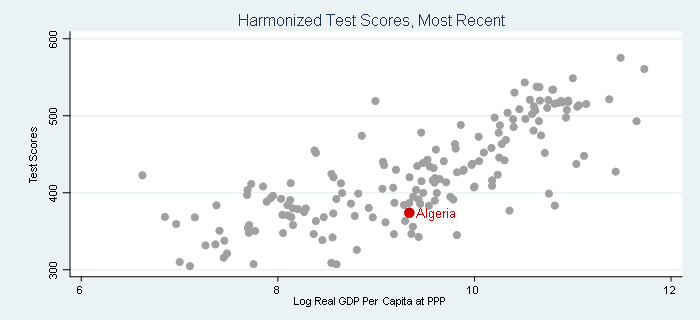 Harmonized Test Scores, Most Recent
600
500
400
300
Test Scores
Algeria
6
8
10
12
Log Real GDP Per Capita at PPP